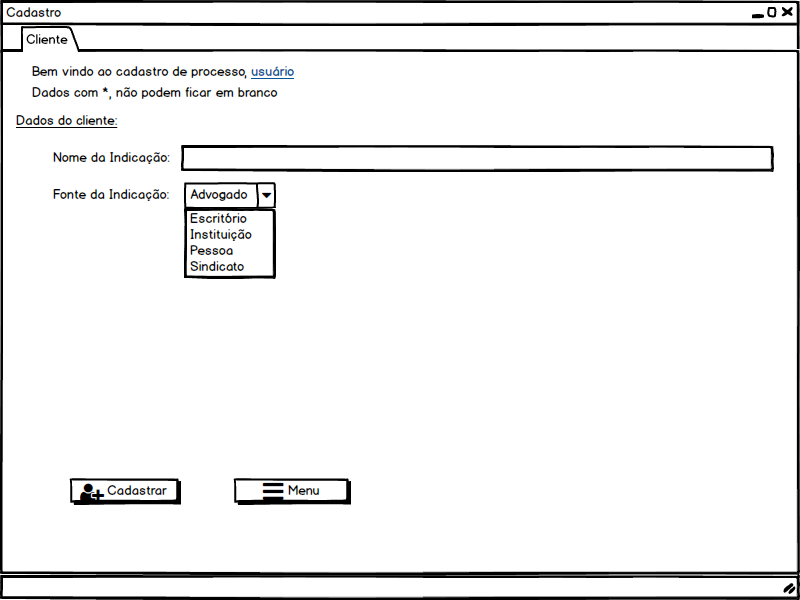 Cadastro
Cliente
Bem vindo ao cadastro de processo, usuário
Dados com *, não podem ficar em branco
Dados do cliente:
Nome da Indicação:
Fonte da Indicação: Advogado
Escritório
Instituição
Pessoa
Sindicato
Cadastrar Menu